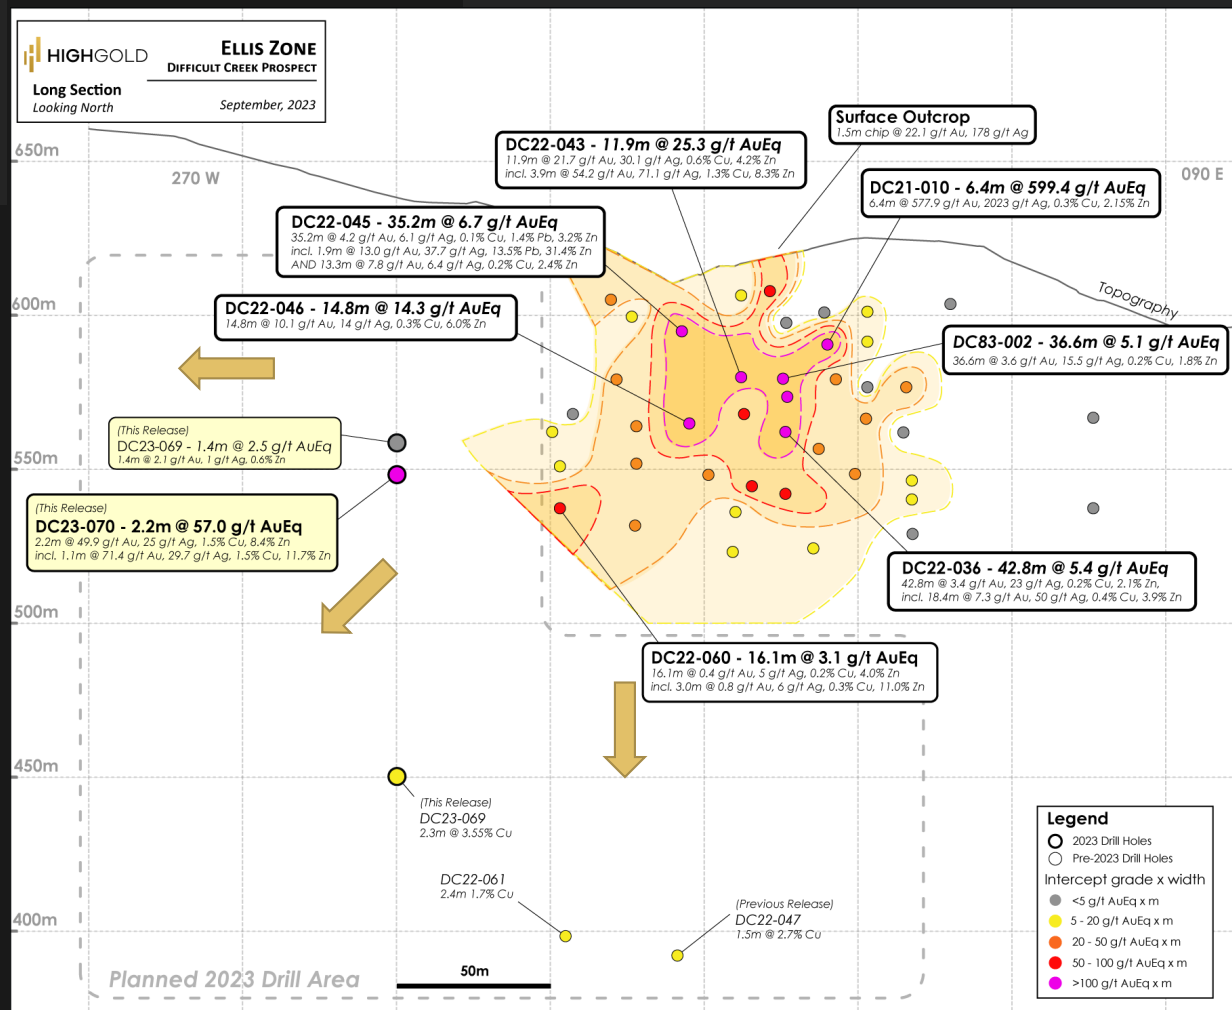 HIGHGOLD
ELLIS ZONE
DIFFICULT CREEK PROSPECT
Long Section
Looking North
September, 2023
Surface Outcrop
1.5m chip @ 22.1 g/t Au, 178 g/t Ag
DC22-043 - 11.9m @ 25.3 g/t AuEq
11.9m @ 21.7 g/t Au, 30.1 g/t Ag, 0.6% Cu, 4.2% Zn
incl. 3.9m @ 54.2 g/t Au, 71.1 g/t Ag, 1.3% Cu, 8.3% Zn
650m
270 W
090 E
DC21-010 - 6.4m @ 599.4 g/t AuEq
6.4m @ 577.9 g/t Au, 2023 g/t Ag, 0.3% Cu, 2.15% Zn
DC22-045 - 35.2m @ 6.7 g/t AuEq
35.2m @ 4.2 g/t Au, 6.1 g/t Ag, 0.1% Cu, 1.4% Pb, 3.2% Zn
incl. 1.9m @ 13.0 g/t Au, 37.7 g/t Ag, 13.5% Pb, 31.4% Zn
AND 13.3m @ 7.8 g/t Au, 6.4 g/t Ag, 0.2% Cu, 2.4% Zn
600m
Topography
DC22-046 - 14.8m @ 14.3 g/t AuEq
14.8m @ 10.1 g/t Au, 14 g/t Ag, 0.3% Cu, 6.0% Zn
DC83-002 - 36.6m @ 5.1 g/t AuEq
36.6m @ 3.6 g/t Au, 15.5 g/t Ag, 0.2% Cu, 1.8% Zn
(This Release)
DC23-069 - 1.4m @ 2.5 g/t AuEq
1.4m @ 2.1 g/t Au, 1 g/t Ag, 0.6% Zn
550m
(This Release)
DC23-070 - 2.2m @ 57.0 g/t AuEq
2.2m @ 49.9 g/t Au, 25 g/t Ag, 1.5% Cu, 8.4% Zn
incl. 1.1m @ 71.4 g/t Au, 29.7 g/t Ag, 1.5% Cu, 11.7% Zn
DC22-036 - 42.8m @ 5.4 g/t AuEq
42.8m @ 3.4 g/t Au, 23 g/t Ag, 0.2% Cu, 2.1% Zn,
incl. 18.4m @ 7.3 g/t Au, 50 g/t Ag, 0.4% Cu, 3.9% Zn
500m
DC22-060 - 16.1m @ 3.1 g/t AuEq
16.1m @ 0.4 g/t Au, 5 g/t Ag, 0.2% Cu, 4.0% Zn
incl. 3.0m @ 0.8 g/t Au, 6 g/t Ag, 0.3% Cu, 11.0% Zn
450m
(This Release)
DC23-069
2.3m @ 3.55% Cu
DC22-061
2.4m 1.7% Cu
(Previous Release)
DC22-047
1.5m @ 2.7% Cu
400m
Planned 2023 Drill Area
50m
Legend
2023 Drill Holes
Pre-2023 Drill Holes
Intercept grade x width
<5 g/t AuEq x m
5 - 20 g/t AuEq x m
20 - 50 g/t AuEq x m
50 - 100 g/t AuEq x m
>100 g/t AuEq x m